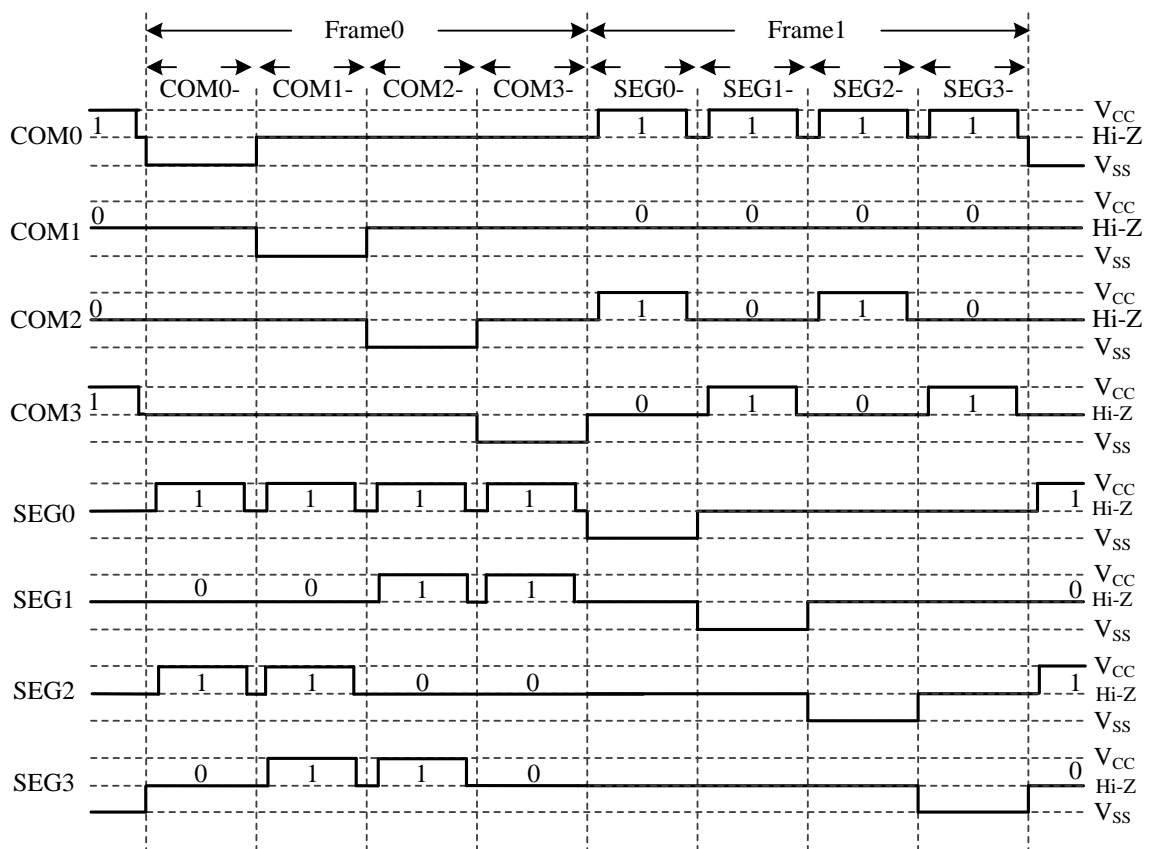 Frame0 Frame1
COM0- COM1- COM2- COM3- SEG0- SEG1- SEG2- SEG3-
COM0 1 1 1 1 1 VCC
Hi-Z
VSS
COM1 0 0 0 0 0 VCC
Hi-Z
VSS
COM2 0 1 0 1 0 VCC
Hi-Z
VSS
COM3 1 0 1 0 1 VCC
Hi-Z
VSS
SEG0 1 1 1 1 1 VCC
Hi-Z
VSS
SEG1 0 0 1 1 0 VCC
Hi-Z
VSS
SEG2 1 1 0 0 1 VCC
Hi-Z
VSS
SEG3 0 1 1 0 0 VCC
Hi-Z
VSS